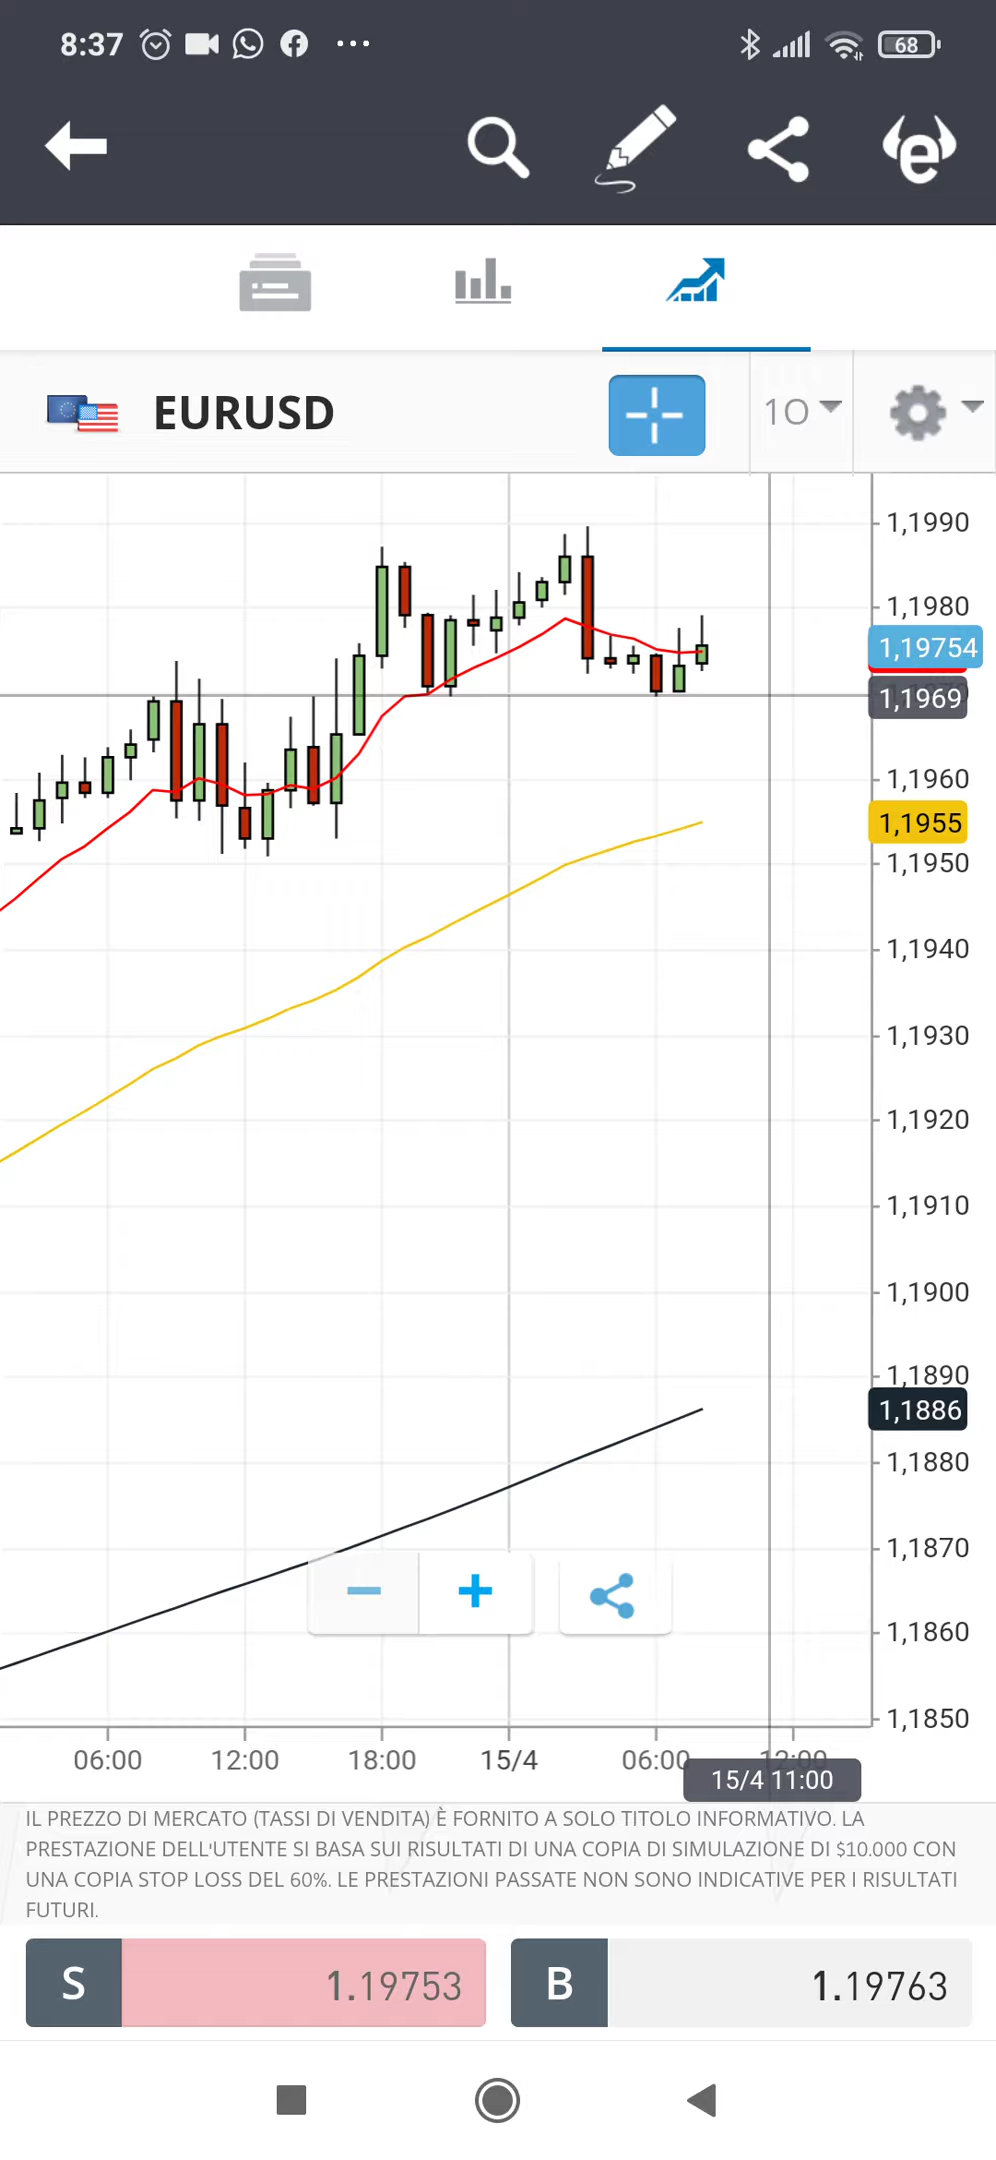 8:37 68
EURUSD 1O
1,1990
1,1980
1,19754
1,1969
1,1960
1,1955
1,1950
1,1940
1,1930
1,1920
1,1910
1,1900
1,1890
1,1886
1,1880
1,1870
1,1860
1,1850
06:00 12:00 18:00 15/4 06:00 12:00
15/4 11:00
IL PREZZO DI MERCATO (TASSI DI VENDITA) È FORNITO A SOLO TITOLO INFORMATIVO. LA
PRESTAZIONE DELL'UTENTE SI BASA SUI RISULTATI DI UNA COPIA DI SIMULAZIONE DI $10.000 CON
UNA COPIA STOP LOSS DEL 60%. LE PRESTAZIONI PASSATE NON SONO INDICATIVE PER I RISULTATI
FUTURI.
S 1.19753 B 1.19763